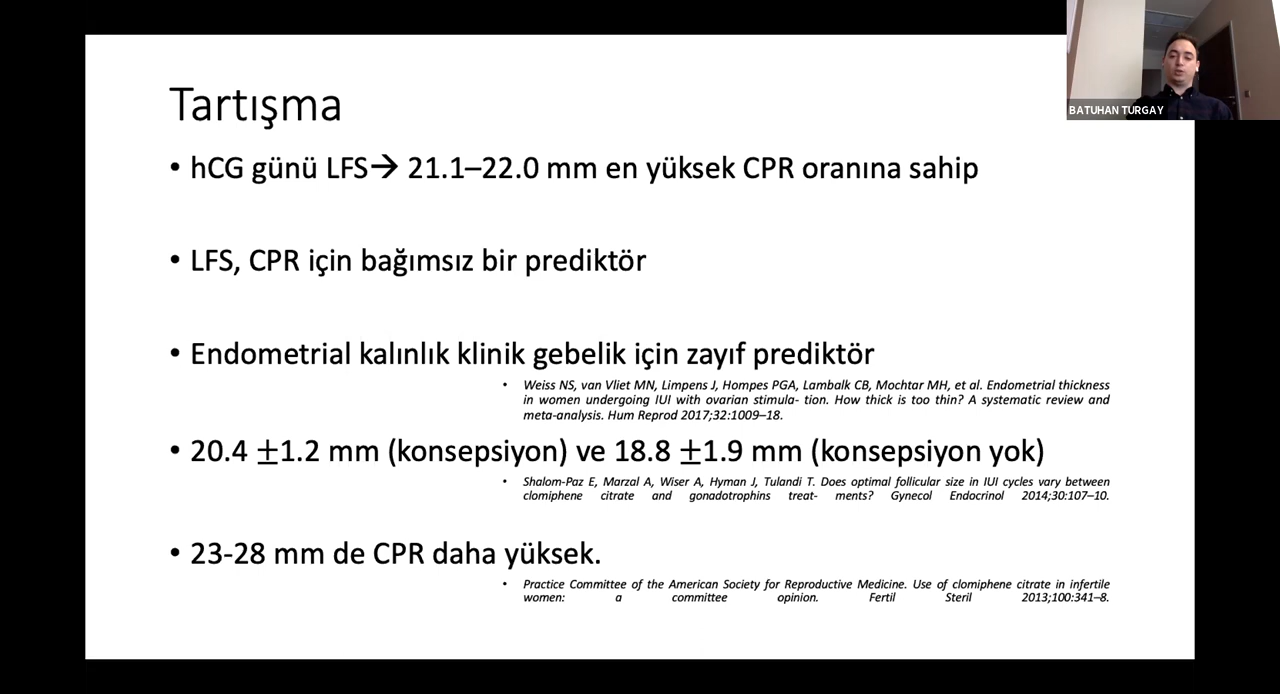 BATUHAN TURGAY
Tartışma
• hCG günü LFS→ 21.1–22.0 mm en yüksek CPR oranına sahip
• LFS, CPR için bağımsız bir prediktör
• Endometrial kalınlık klinik gebelik için zayıf prediktör
• Weiss NS, van Vliet MN, Limpens J, Hompes PGA, Lambalk CB, Mochtar MH, et al. Endometrial thickness
in women undergoing IUI with ovarian stimula- tion. How thick is too thin? A systematic review and
meta-analysis. Hum Reprod 2017;32:1009–18.
• 20.4 ±1.2 mm (konsepsiyon) ve 18.8 ±1.9 mm (konsepsiyon yok)
• Shalom-Paz E, Marzal A, Wiser A, Hyman J, Tulandi T. Does optimal follicular size in IUI cycles vary between
clomiphene citrate and gonadotrophins treat- ments? Gynecol Endocrinol 2014;30:107–10.
• 23-28 mm de CPR daha yüksek.
• Practice Committee of the American Society for Reproductive Medicine. Use of clomiphene citrate in infertile
women: a committee opinion. Fertil Steril 2013;100:341–8.